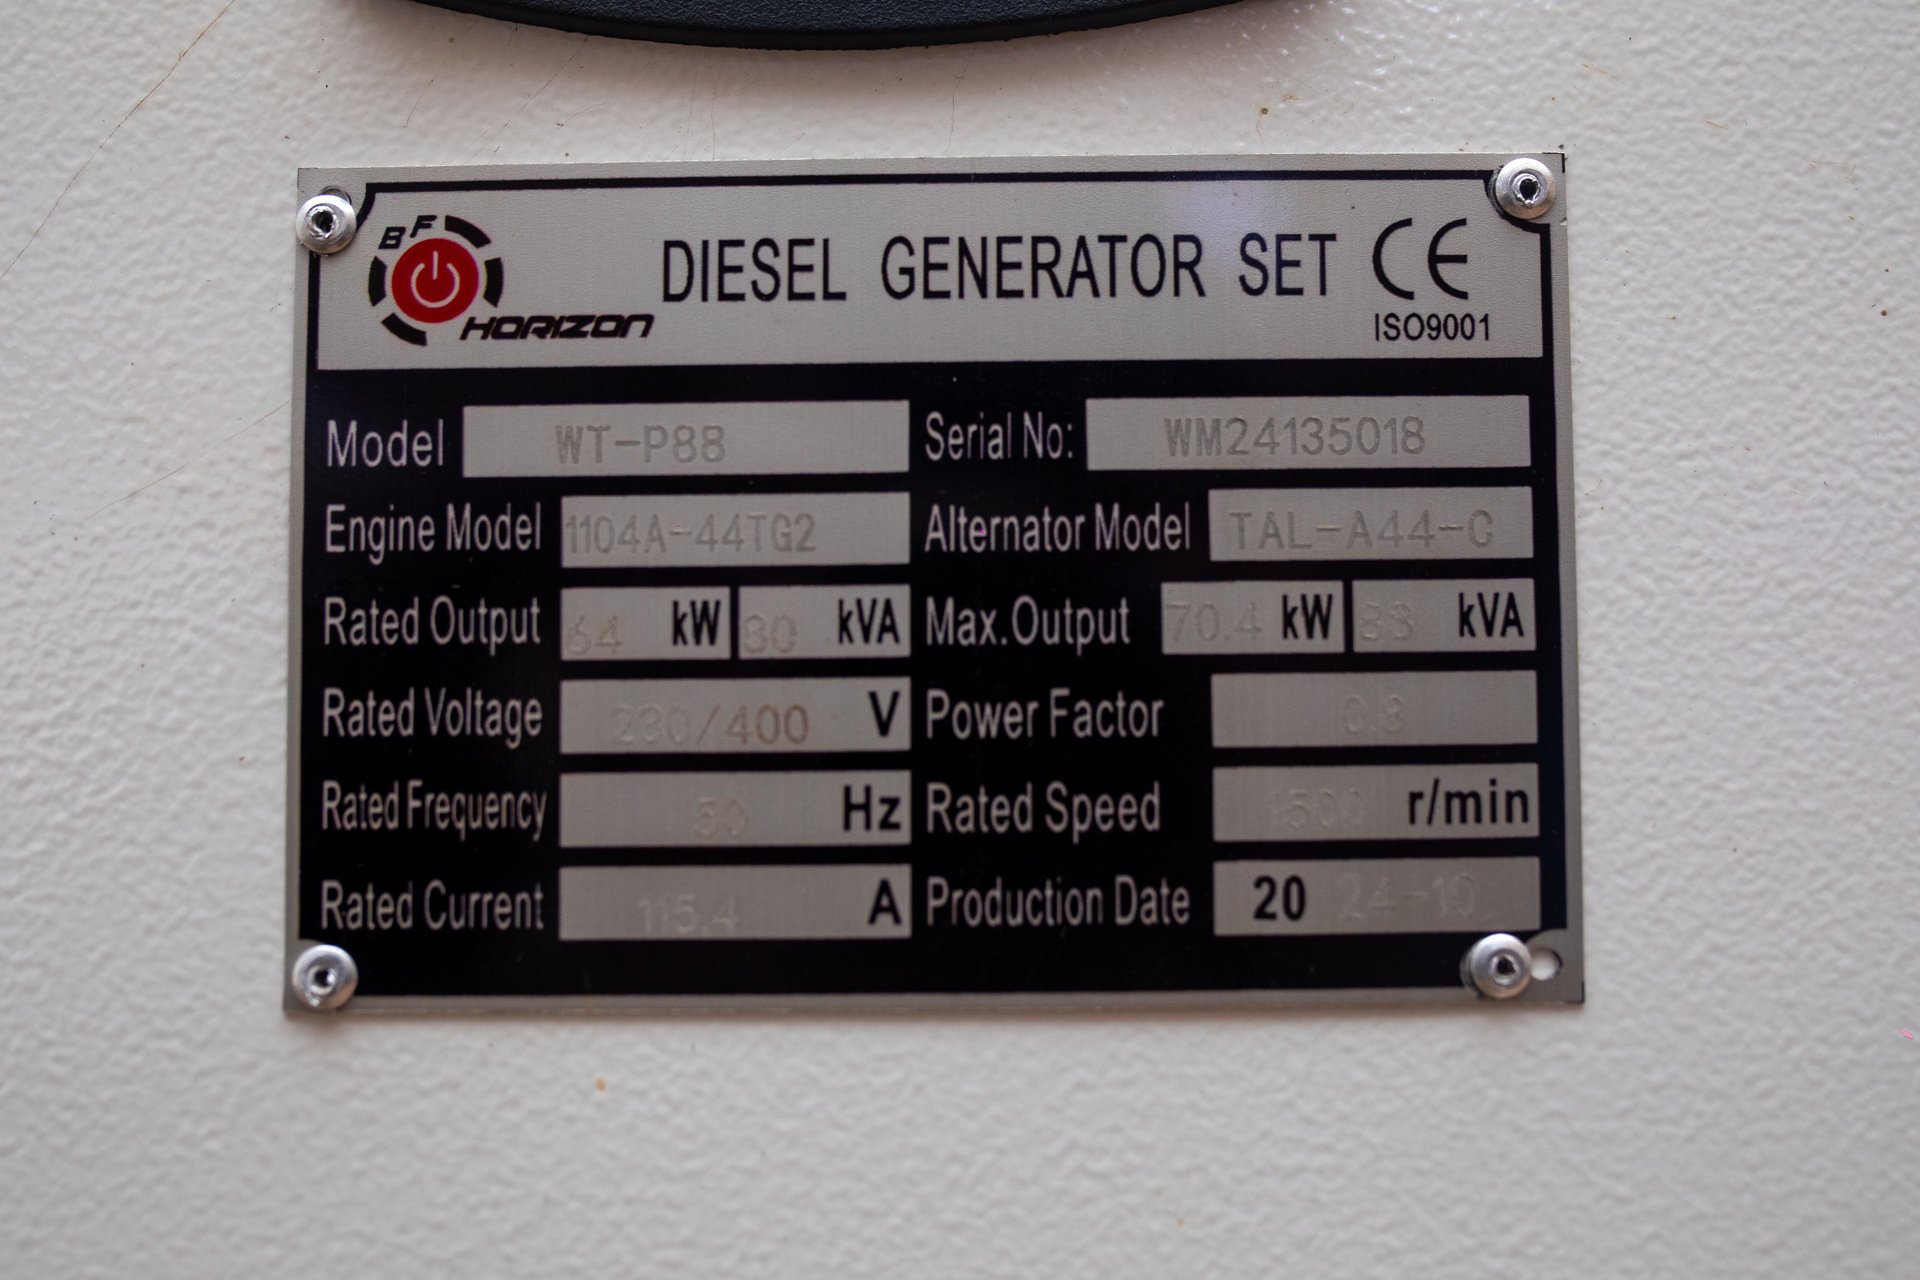 BF
HORIZON
DIESEL GENERATOR SET CE
ISO9001
Model WT-P88 Serial No: WM24135018
Engine Model 1104A-44TG2 Alternator Model TAL-A44-C
Rated Output 64 kW 80 kVA Max.Output 70.4 kW 88 kVA
Rated Voltage 230/400 V Power Factor 0.8
Rated Frequency 50 Hz Rated Speed 1500 r/min
Rated Current 115.4 A Production Date 20 24-10